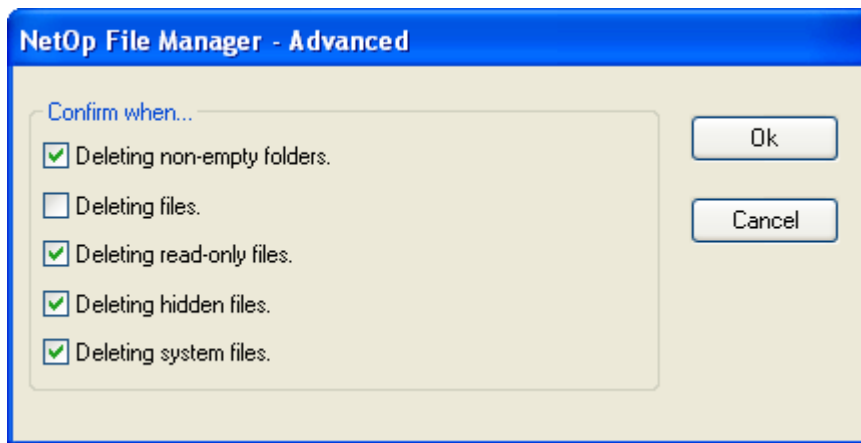 NetOp File Manager - Advanced
Confirm when...
Deleting non-empty folders.
Deleting files.
Deleting read-only files.
Deleting hidden files.
Deleting system files.
Ok
Cancel